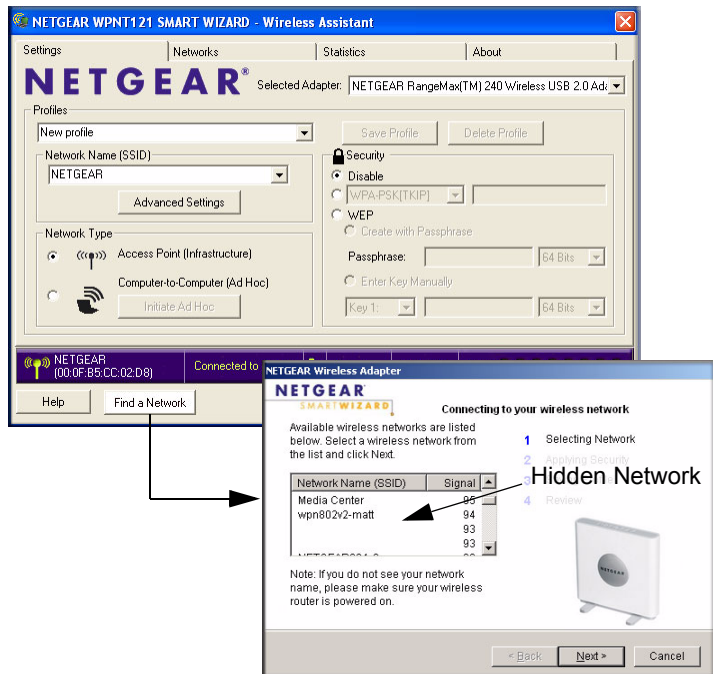 NETGEAR WPNT121 SMART WIZARD - Wireless Assistant
Settings Networks Statistics About
NETGEAR® Selected Adapter: NETGEAR RangeMax(TM) 240 Wireless USB 2.0 Ada
Profiles
New profile Save Profile Delete Profile
Network Name (SSID)
NETGEAR
Advanced Settings
Security
Disable
WPA-PSK[TKIP]
WEP
Create with Passphrase
Passphrase: 64 Bits
Enter Key Manually
Key 1: 64 Bits
Network Type
Access Point (Infrastructure)
Computer-to-Computer (Ad Hoc)
Initiate Ad Hoc
NETGEAR
(00:0F:B5:CC:02:D8)
Connected to
Help Find a Network
NETGEAR Wireless Adapter
NETGEAR
SMARTWIZARD
Connecting to your wireless network
Available wireless networks are listed
below. Select a wireless network from
the list and click Next.
Network Name (SSID) Signal
Media Center 95
wpn802v2-matt 94
93
93
1 Selecting Network
2 Applying Security
3
4 Review
Hidden Network
Note: If you do not see your network
name, please make sure your wireless
router is powered on.
NETGEAR
< Back Next > Cancel